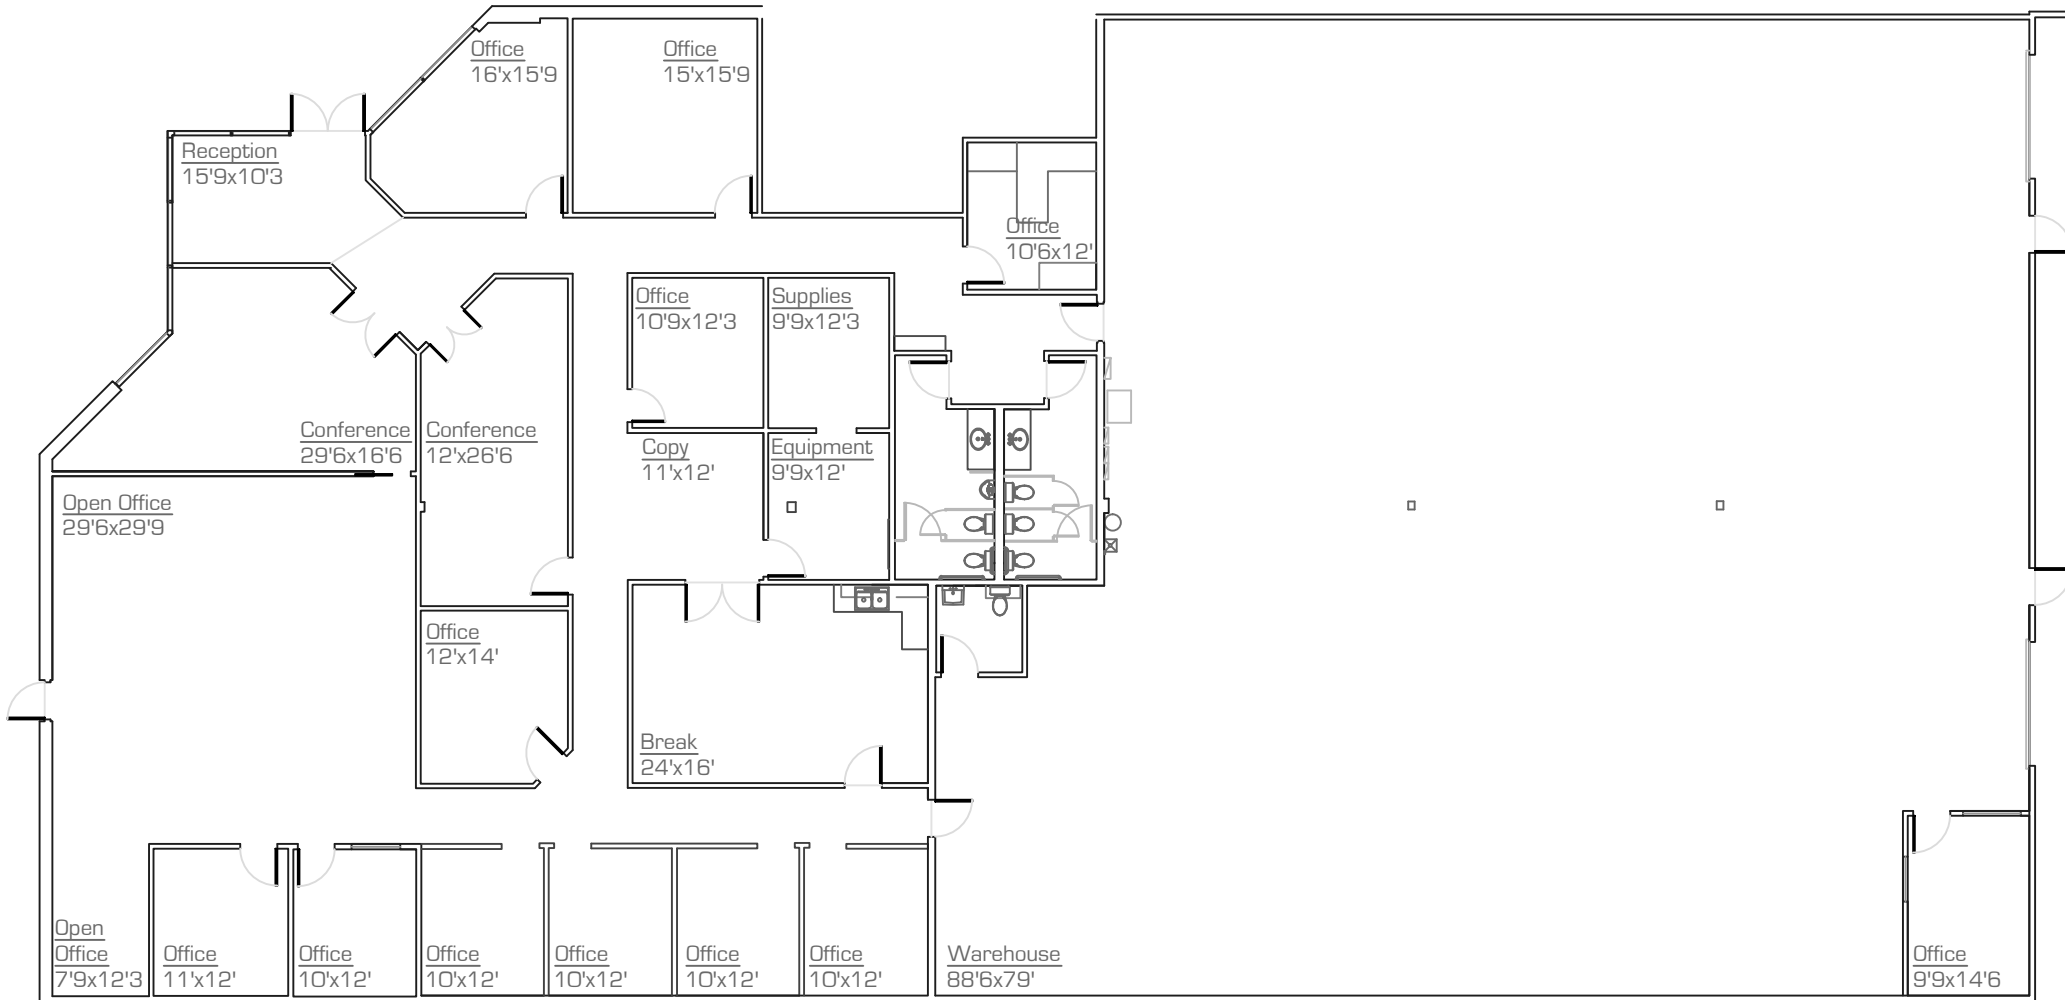 Office
16'x15'9
Office
15'x15'9
Reception
15'9x10'3
Office
10'6x12'
Office
10'9x12'3
Supplies
9'9x12'3
Conference
29'6x16'6
Conference
12'x26'6
Copy
11'x12'
Equipment
9'9x12'
Open Office
29'6x29'9
Office
12'x14'
Break
24'x16'
Open
Office
7'9x12'3
Office
11'x12'
Office
10'x12'
Office
10'x12'
Office
10'x12'
Office
10'x12'
Office
10'x12'
Warehouse
88'6x79'
Office
9'9x14'6